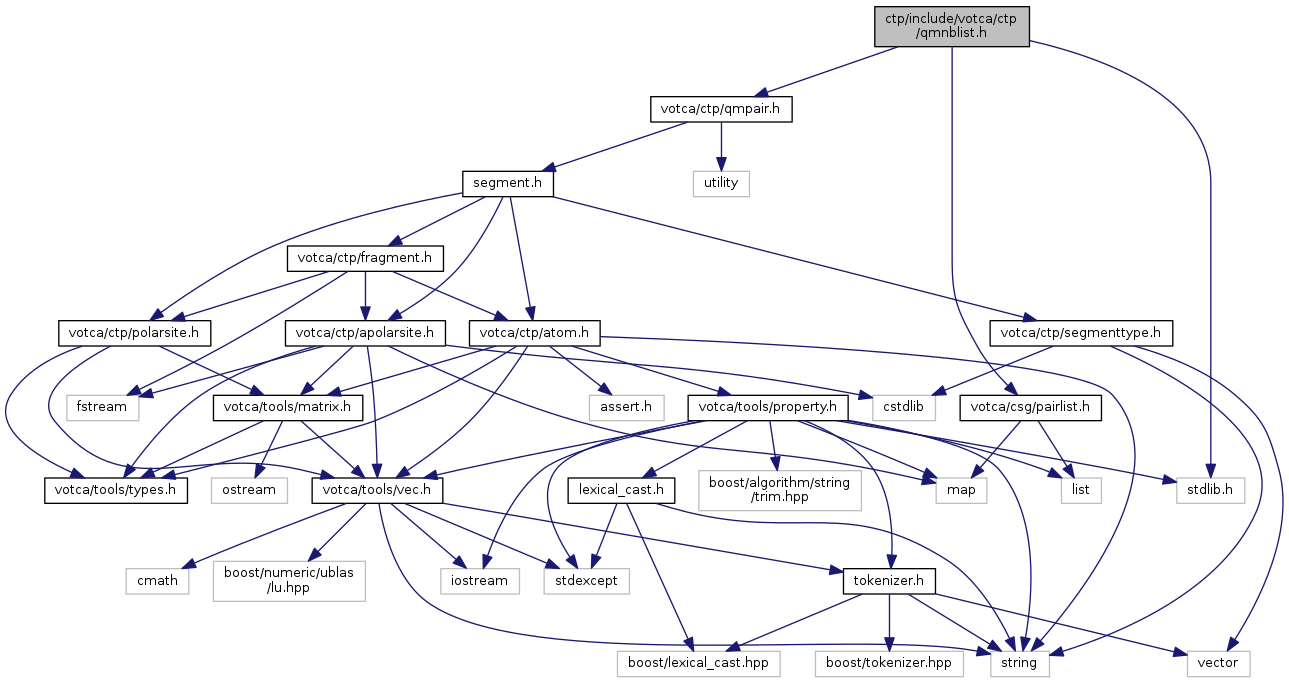 ctp/include/votca/ctp
/qmnblist.h
votca/ctp/qmpair.h
segment.h
utility
votca/ctp/fragment.h
votca/ctp/polarsite.h
votca/ctp/apolarsite.h
votca/ctp/atom.h
votca/ctp/segmenttype.h
fstream
votca/tools/matrix.h
assert.h
votca/tools/property.h
cstdlib
votca/csg/pairlist.h
votca/tools/types.h
ostream
votca/tools/vec.h
lexical_cast.h
boost/algorithm/string
/trim.hpp
map
list
stdlib.h
cmath
boost/numeric/ublas
/lu.hpp
iostream
stdexcept
tokenizer.h
boost/lexical_cast.hpp
boost/tokenizer.hpp
string
vector